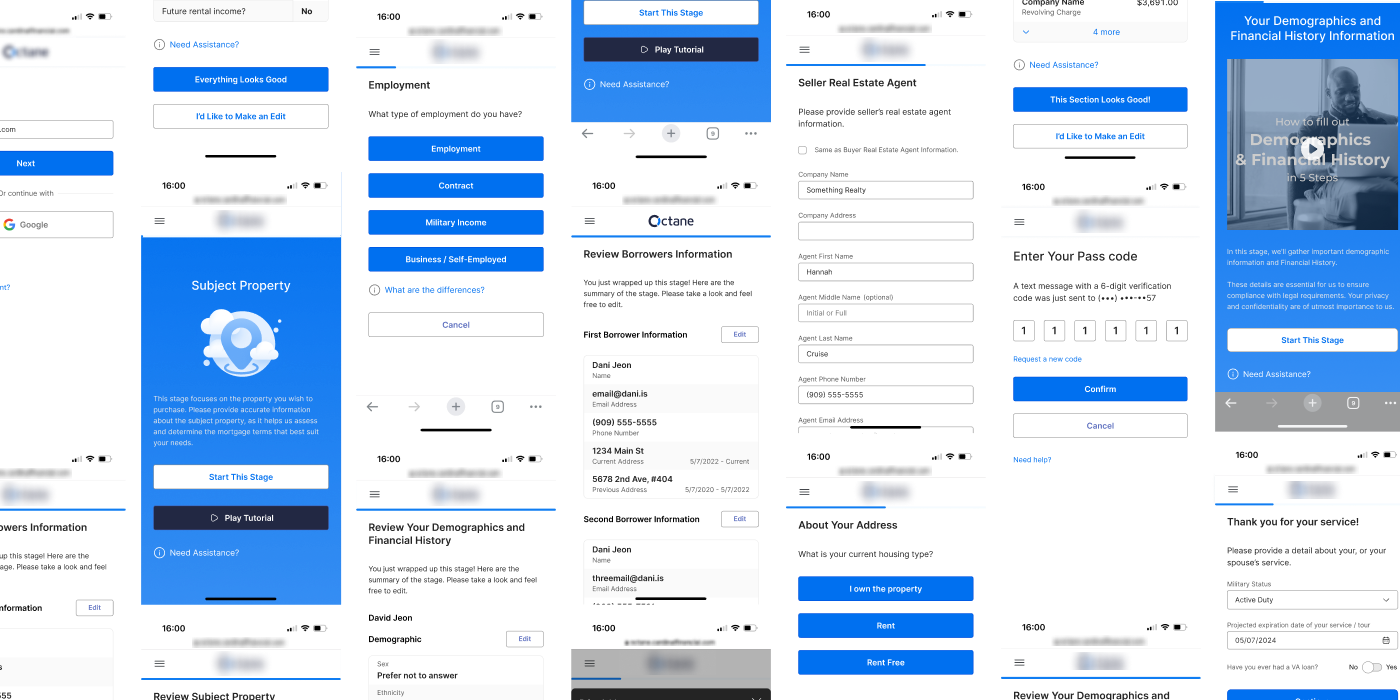 .com
Next
Or continue with
Google
nt?
owers Information
up this stage! Here are the
age. Please take a look and feel
nformation
Edit
Future rental income?
No
Need Assistance?
Everything Looks Good
I'd Like to Make an Edit
16:00
Subject Property
This stage focuses on the property you wish to
purchase. Please provide accurate information
about the subject property, as it helps us assess
and determine the mortgage terms that best suit
your needs.
Start This Stage
Play Tutorial
Need Assistance?
16:00
Review Subject Property
16:00
Employment
What type of employment do you have?
Employment
Contract
Military Income
Business / Self-Employed
What are the differences?
Cancel
9
16:00
Review Your Demographics and
Financial History
You just wrapped up this stage! Here are the
summary of the stage. Please take a look and feel
free to edit.
David Jeon
Demographic
Edit
Sex
Prefer not to answer
Ethnicity
Start This Stage
Play Tutorial
Need Assistance?
9
16:00
Octane
Review Borrowers Information
You just wrapped up this stage! Here are the
summary of the stage. Please take a look and feel
free to edit.
First Borrower Information
Edit
Dani Jeon
Name
email@dani.is
Email Address
(909) 555-5555
Phone Number
1234 Main St
Current Address
5/7/2022 - Current
5678 2nd Ave, #404
Previous Address
5/7/2020 - 5/7/2022
Second Borrower Information
Edit
Dani Jeon
Name
threemail@dani.is
Email Address
16:00
16:00
Seller Real Estate Agent
Please provide seller's real estate agent
information.
Same as Buyer Real Estate Agent Information.
Company Name
Something Realty
Company Address
Agent First Name
Hannah
Agent Middle Name (optional)
Initial or Full
Agent Last Name
Cruise
Agent Phone Number
(909) 555-5555
Agent Email Address
16:00
About Your Address
What is your current housing type?
I own the property
Rent
Rent Free
Company Name
$3,691.00
Revolving Charge
4 more
Need Assistance?
This Section Looks Good!
I'd Like to Make an Edit
16:00
Enter Your Pass code
A text message with a 6-digit verification
code was just sent to (•••) •••-••57
1 1 1 1 1 1
Request a new code
Confirm
Cancel
Need help?
16:00
Review Your Demographics and
Your Demographics and
Financial History Information
How to fill out
Demographics
& Financial History
in 5 Steps
In this stage, we'll gather important demographic
information and Financial History.
These details are essential for us to ensure
compliance with legal requirements. Your privacy
and confidentiality are of utmost importance to us.
Start This Stage
Need Assistance?
9
16:00
Thank you for your service!
Please provide a detail about your, or your
spouse's service.
Military Status
Active Duty
Projected expiration date of your service / tour
05/07/2024
Have you ever had a VA loan?
No
Yes